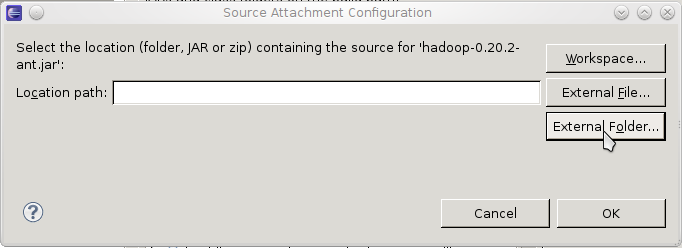 Source Attachment Configuration
Select the location (folder, JAR or zip) containing the source for 'hadoop-0.20.2-
ant.jar':
Workspace...
Location path:
External File...
External Folder...
?
Cancel
OK